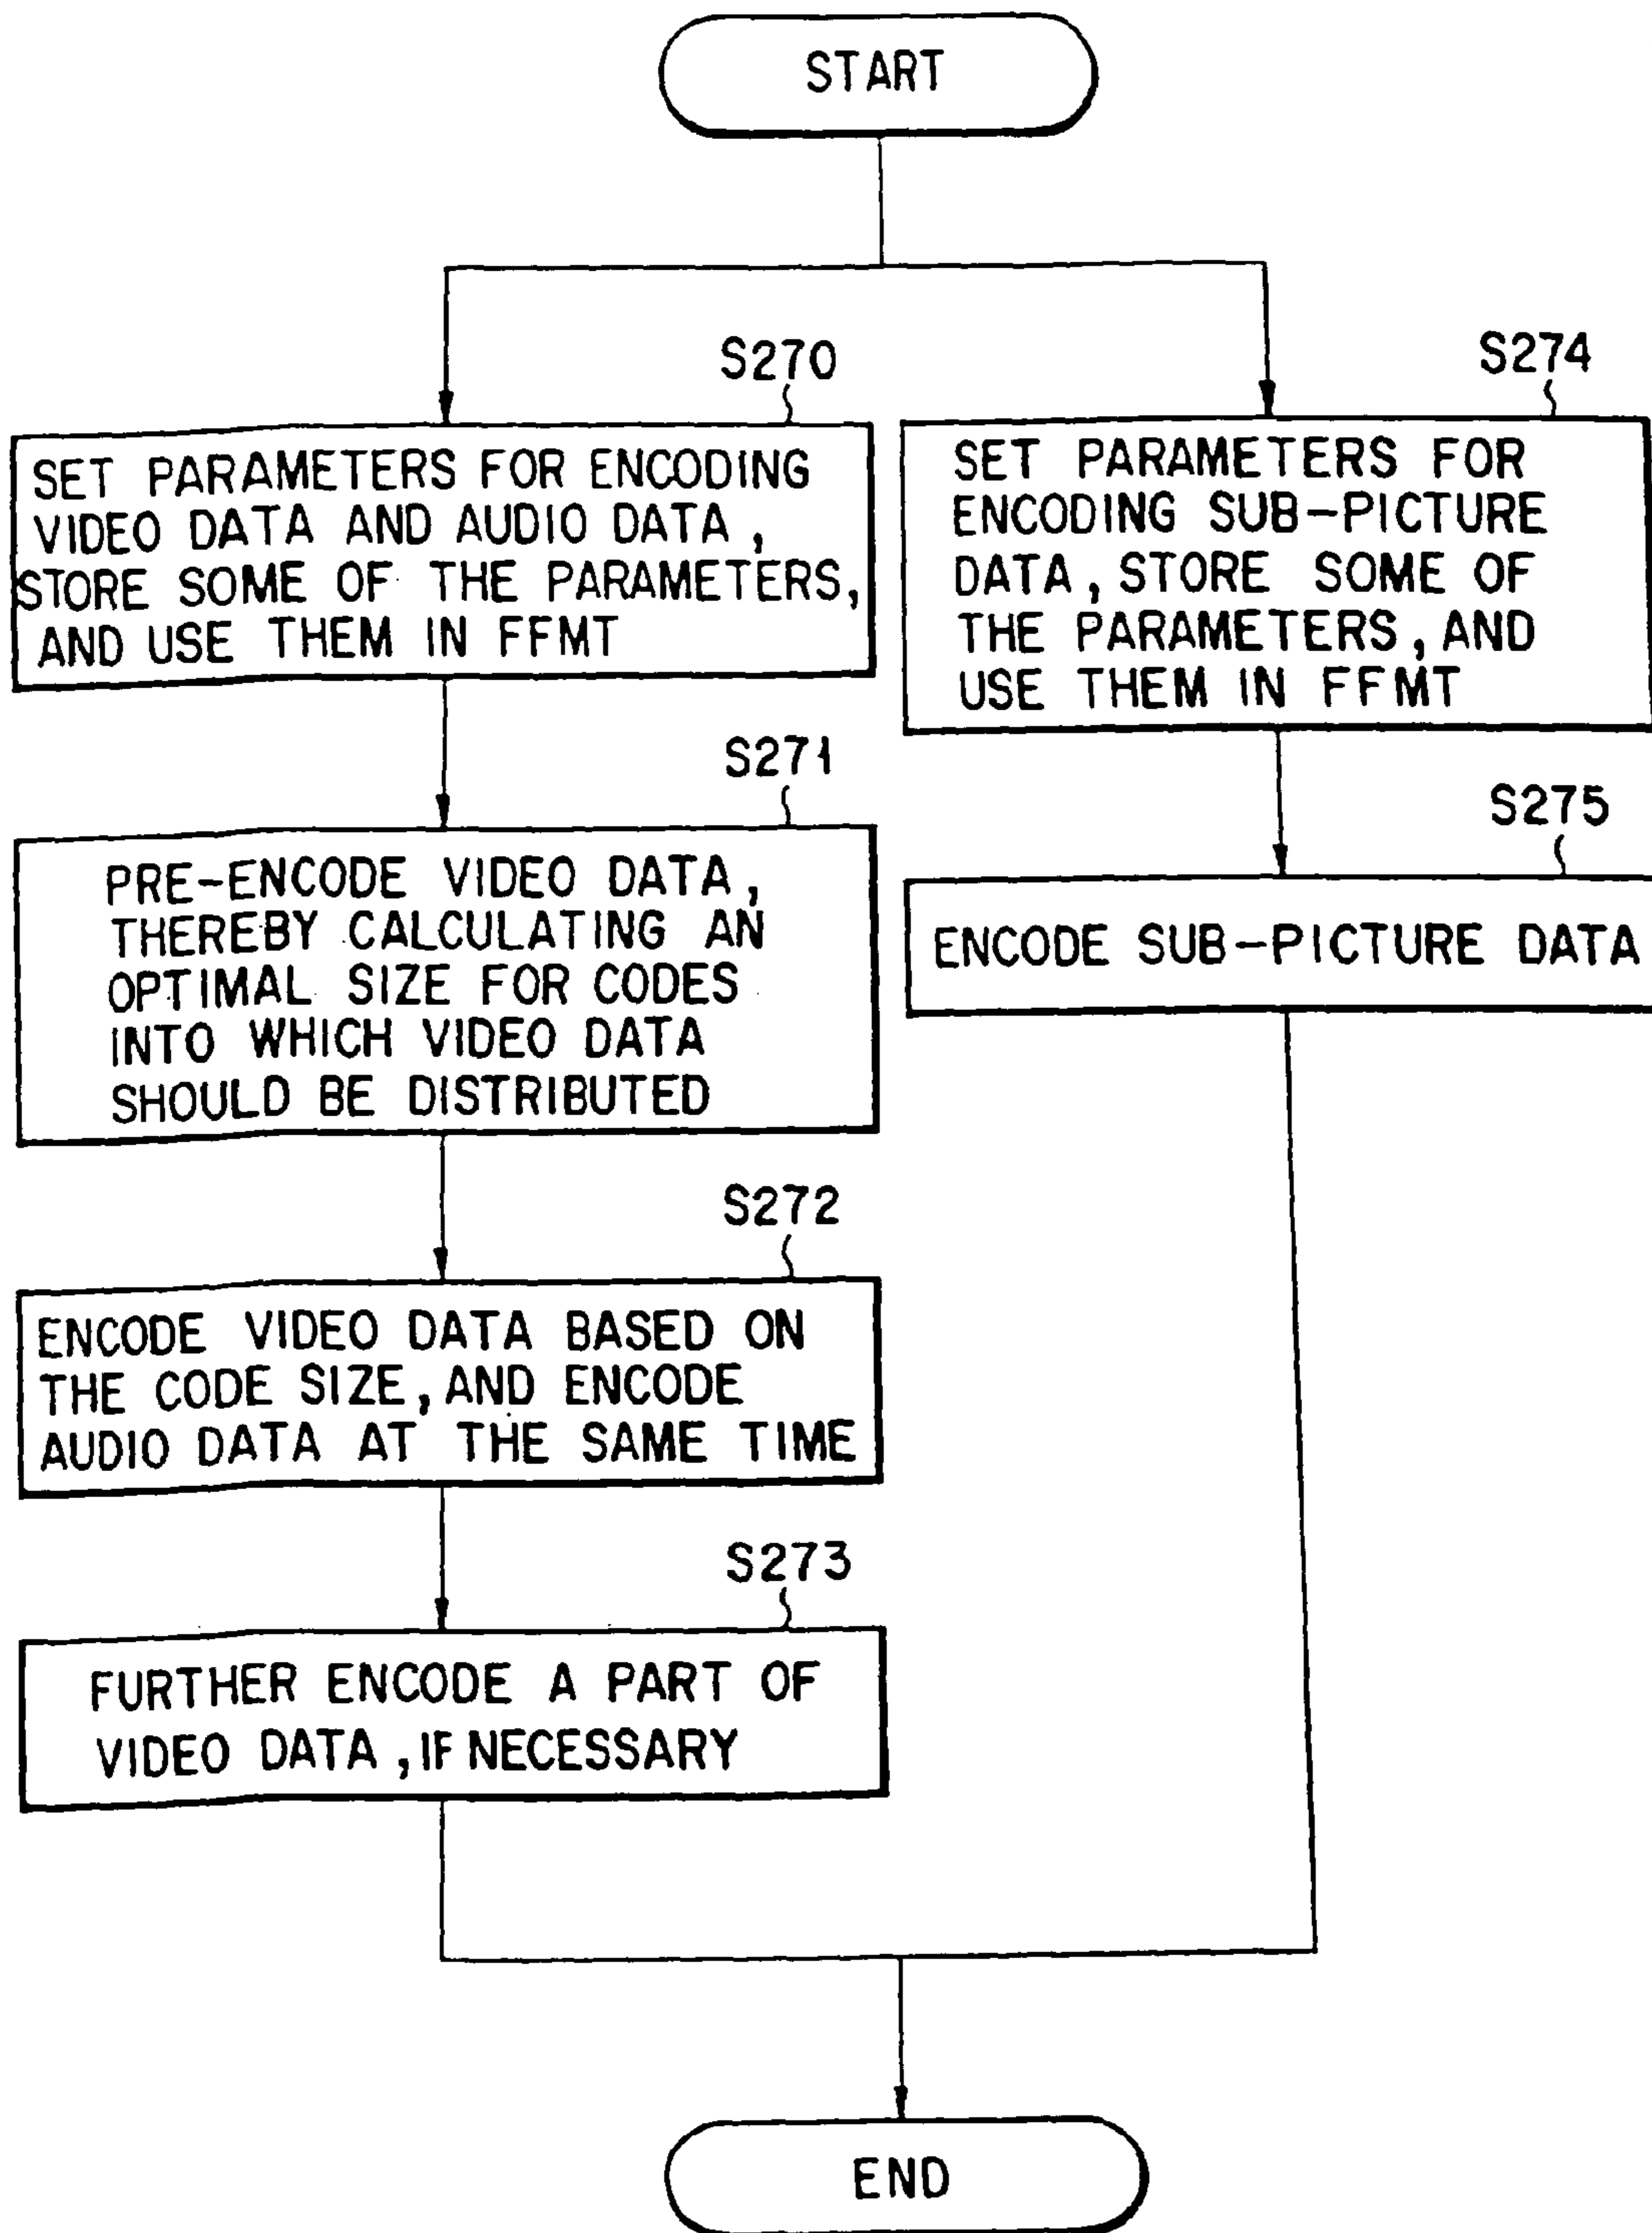 START
S270
SET PARAMETERS FOR ENCODING
VIDEO DATA AND AUDIO DATA,
STORE SOME OF THE PARAMETERS,
AND USE THEM IN FFMT
S271
PRE-ENCODE VIDEO DATA,
THEREBY CALCULATING AN
OPTIMAL SIZE FOR CODES
INTO WHICH VIDEO DATA
SHOULD BE DISTRIBUTED
S272
ENCODE VIDEO DATA BASED ON
THE CODE SIZE, AND ENCODE
AUDIO DATA AT THE SAME TIME
S273
FURTHER ENCODE A PART OF
VIDEO DATA, IF NECESSARY
S274
SET PARAMETERS FOR
ENCODING SUB-PICTURE
DATA, STORE SOME OF
THE PARAMETERS, AND
USE THEM IN FFMT
S275
ENCODE SUB-PICTURE DATA
END